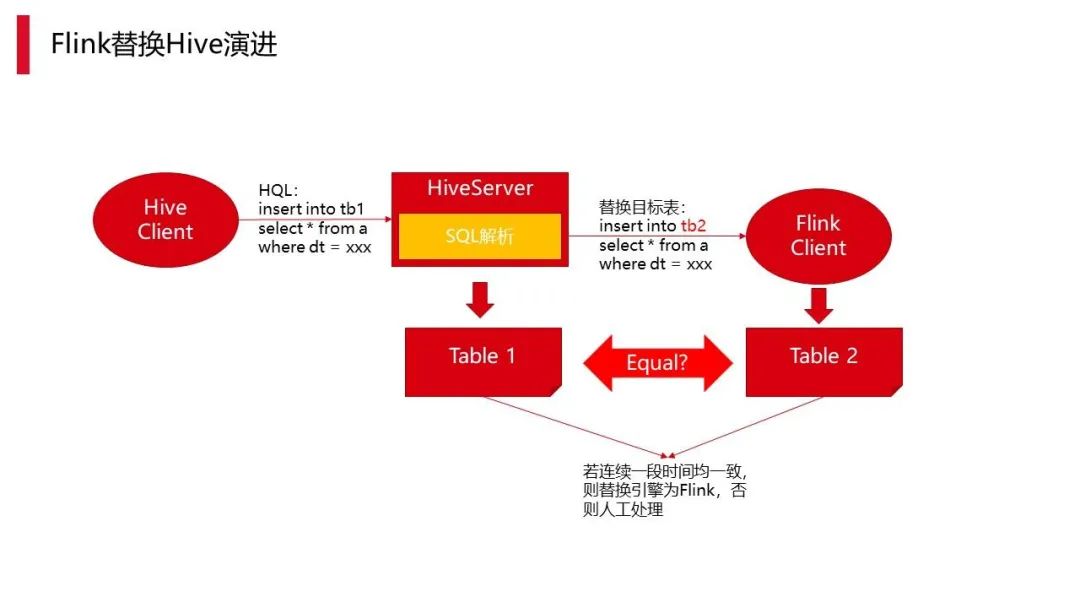 Flink替换Hive演进
Hive
Client
HQL：
insert into tb1
select * from a
where dt = xxx
HiveServer
SQL解析
替换目标表：
insert into tb2
select * from a
where dt = xxx
Flink
Client
Table 1
Equal?
Table 2
若连续一段时间均一致，
则替换引擎为Flink，否
则人工处理